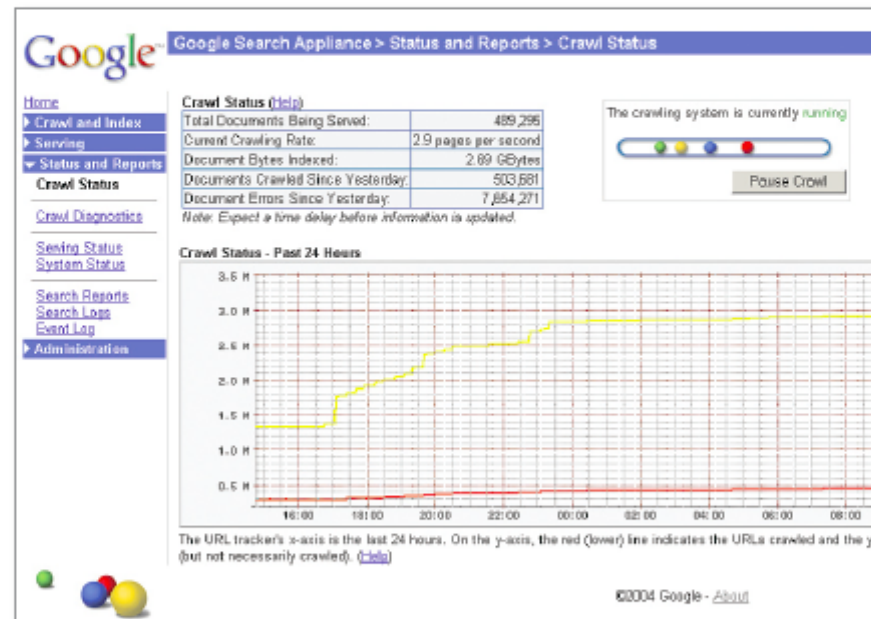 Google™
Google Search Appliance > Status and Reports > Crawl Status
Home
Crawl and Index
Serving
Status and Reports
Crawl Status
Crawl Diagnostics
Serving Status
System Status
Search Reports
Search Logs
Event Log
Administration
Crawl Status (Help)
Total Documents Being Served: 489,296
Current Crawling Rate: 2.9 pages per second
Document Bytes Indexed: 2.69 GBytes
Documents Crawled Since Yesterday: 503,681
Document Errors Since Yesterday: 7,654,271
Note: Expect a time delay before information is updated.
The crawling system is currently running
Pause Crawl
Crawl Status - Past 24 Hours
3.5 M
3.0 M
2.5 M
2.0 M
1.5 M
1.0 M
0.5 M
16:00 18:00 20:00 22:00 00:00 02:00 04:00 06:00 08:00
The URL tracker's x-axis is the last 24 hours. On the y-axis, the red (lower) line indicates the URLs crawled and the y
(but not necessarily crawled). (Help)
©2004 Google - About